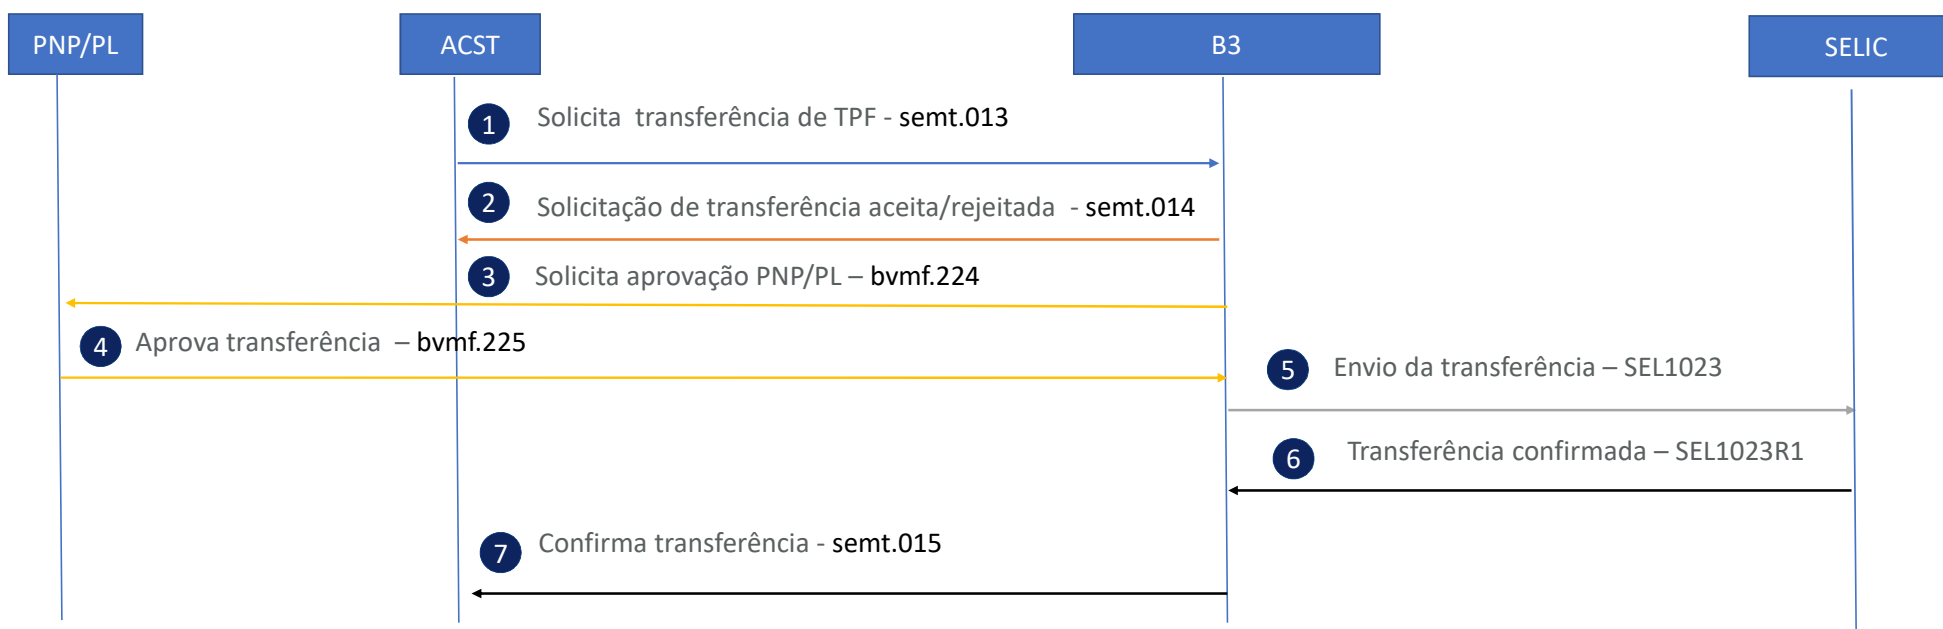 PNP/PL
ACST
B3
SELIC
1 Solicita transferência de TPF - semt.013
2 Solicitação de transferência aceita/rejeitada - semt.014
3 Solicita aprovação PNP/PL – bvmf.224
4 Aprova transferência – bvmf.225
5 Envio da transferência – SEL1023
6 Transferência confirmada – SEL1023R1
7 Confirma transferência - semt.015